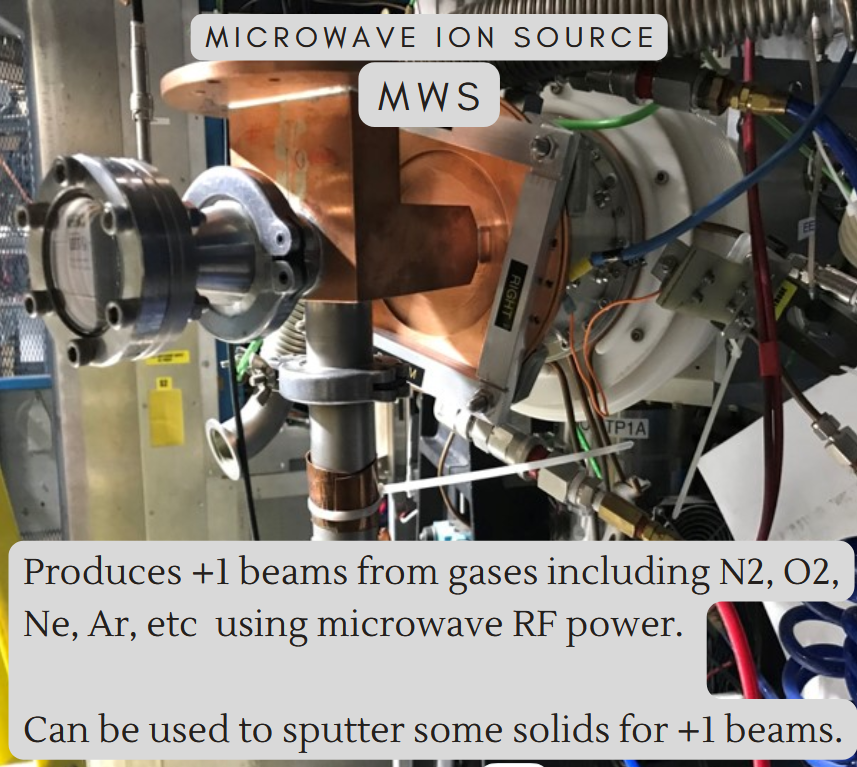 MICROWAVE ION SOURCE
MWS
RIGHT
TP1A
Produces +1 beams from gases including N2, O2,
Ne, Ar, etc using microwave RF power.
Can be used to sputter some solids for +1 beams.